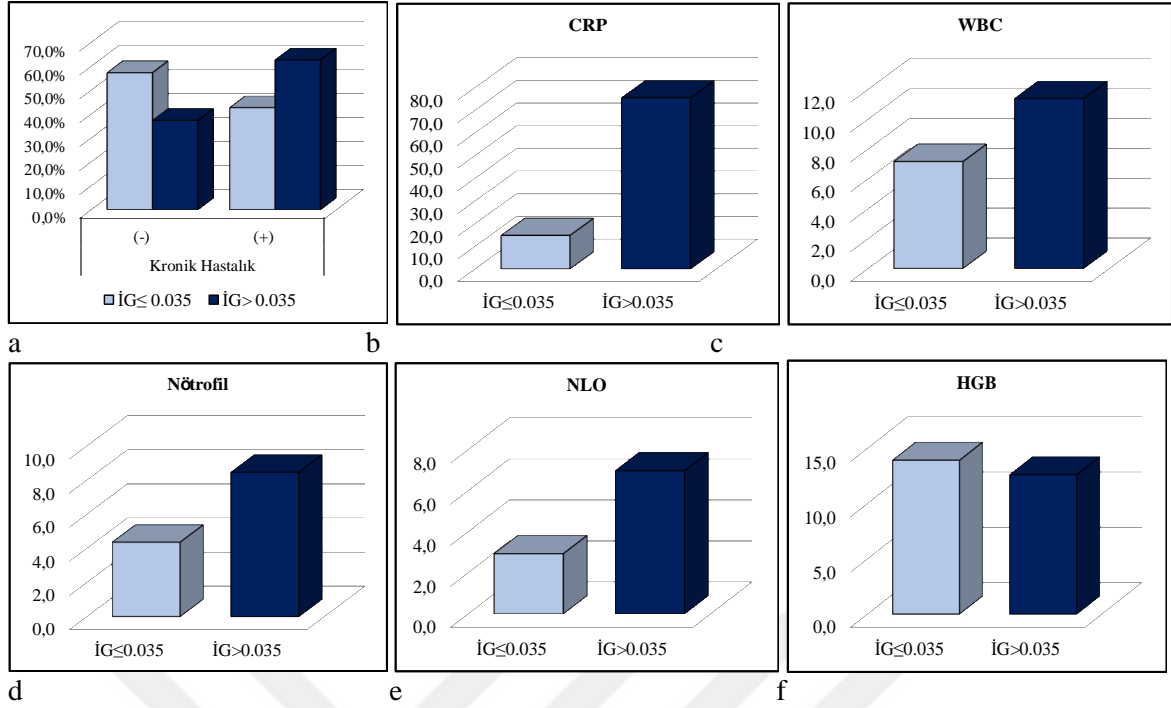 70,0%
60,0%
50,0%
40,0%
30,0%
20,0%
10,0%
0,0%
(-) (+)
Kronik Hastalık
İG≤ 0.035 İG> 0.035
a
CRP
80,0
70,0
60,0
50,0
40,0
30,0
20,0
10,0
0,0
İG≤0.035 İG>0.035
b
WBC
12,0
10,0
8,0
6,0
4,0
2,0
0,0
İG≤0.035 İG>0.035
c
Nötrofil
10,0
8,0
6,0
4,0
2,0
0,0
İG≤0.035 İG>0.035
d
NLO
8,0
6,0
4,0
2,0
0,0
İG≤0.035 İG>0.035
e
HGB
15,0
10,0
5,0
0,0
İG≤0.035 İG>0.035
f